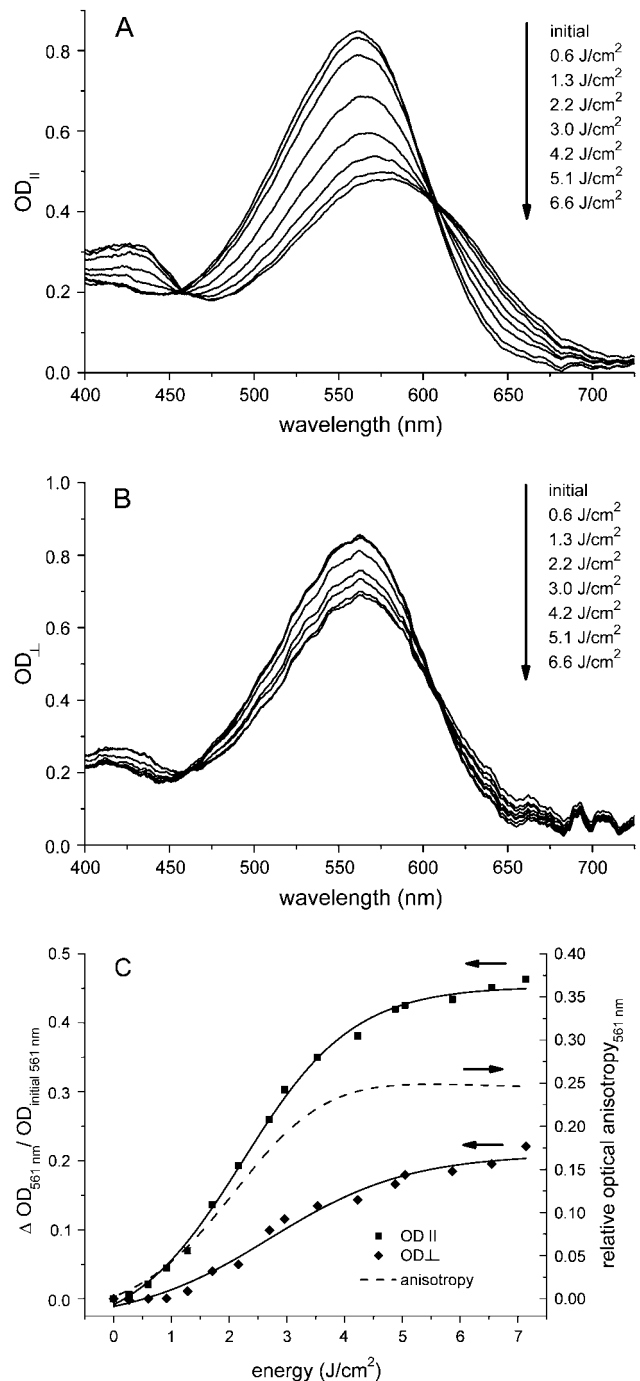 A
initial
0.6 J/cm²
1.3 J/cm²
2.2 J/cm²
3.0 J/cm²
4.2 J/cm²
5.1 J/cm²
6.6 J/cm²
0.8
0.6
0.4
0.2
0.0
OD||
400 450 500 550 600 650 700
wavelength (nm)
B
initial
0.6 J/cm²
1.3 J/cm²
2.2 J/cm²
3.0 J/cm²
4.2 J/cm²
5.1 J/cm²
6.6 J/cm²
1.0
0.8
0.6
0.4
0.2
0.0
OD⊥
400 450 500 550 600 650 700
wavelength (nm)
C
0.5
0.4
0.3
0.2
0.1
0.0
Δ OD561 nm / ODinitial 561 nm
0.40
0.35
0.30
0.25
0.20
0.15
0.10
0.05
0.00
relative optical anisotropy561 nm
OD ||
OD⊥
anisotropy
0 1 2 3 4 5 6 7
energy (J/cm²)